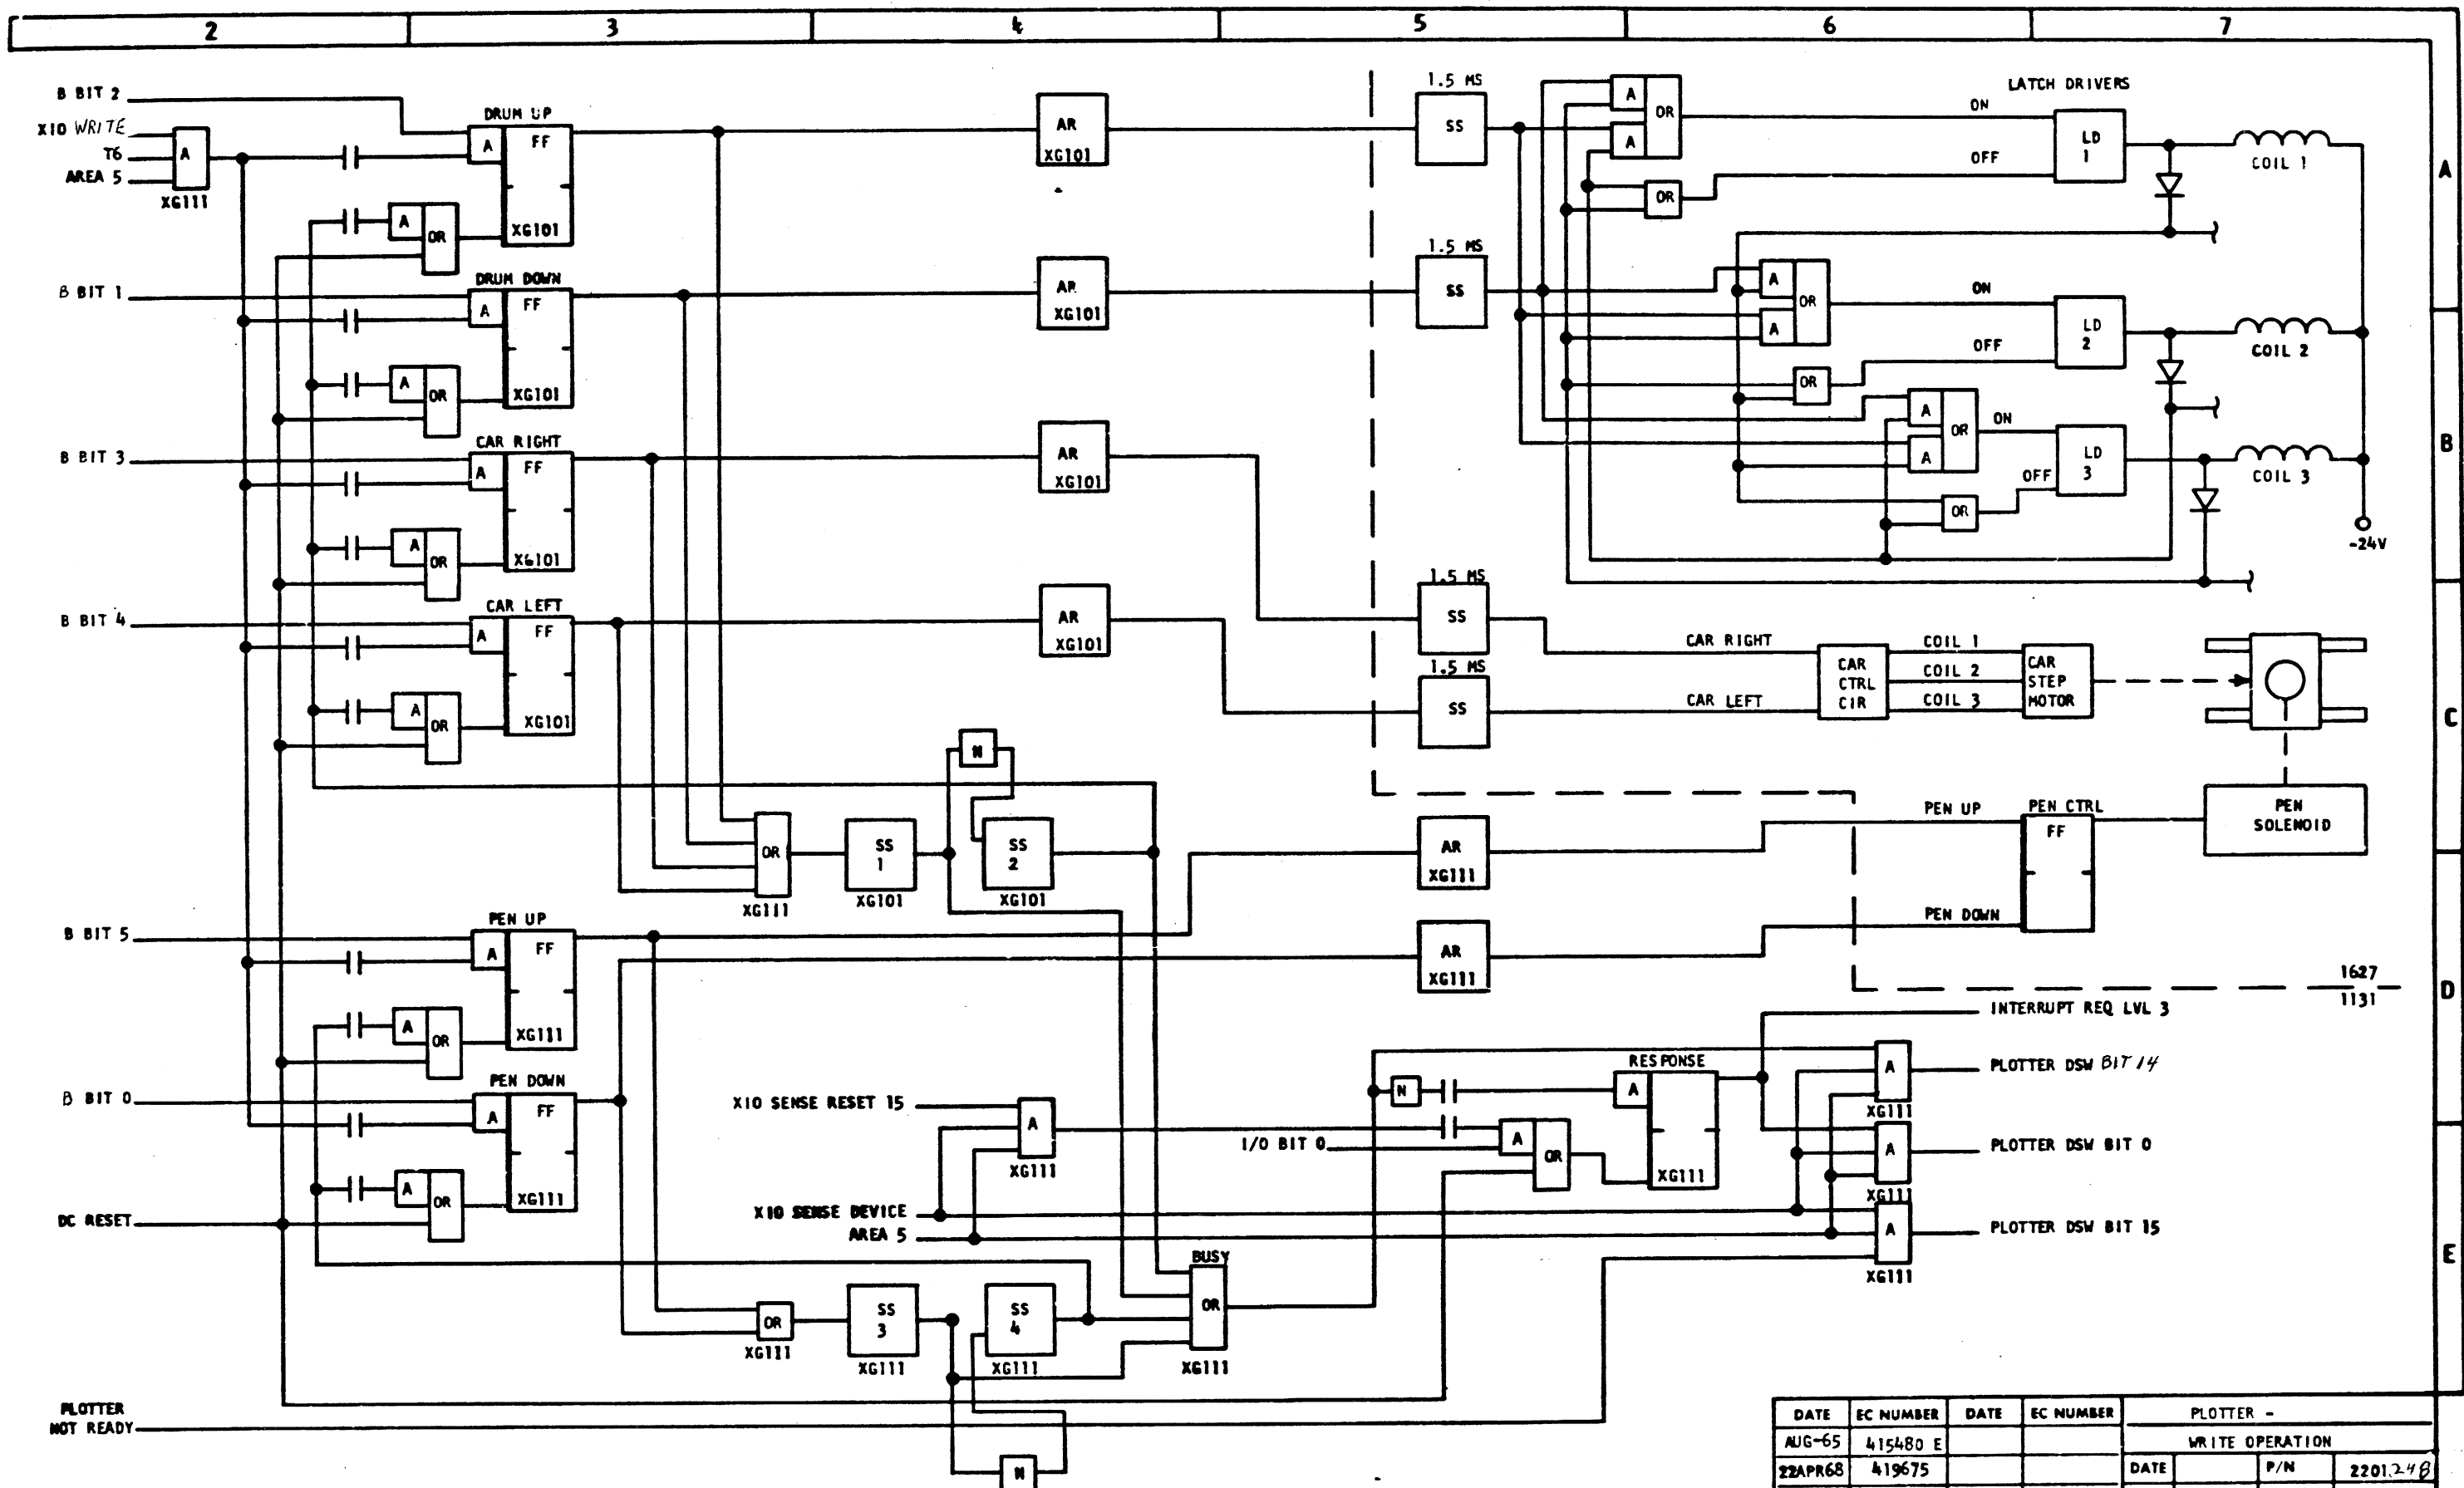 2 3 4 5 6 7
A
B
C
D
E
B BIT 2
XIO WRITE
T6
AREA 5
A
XG111
DRUM UP
A
FF
XG101
A
OR
AR
XG101
1.5 MS
SS
A
A
OR
OR
LATCH DRIVERS
ON
OFF
LD
1
COIL 1
B BIT 1
DRUM DOWN
A
FF
XG101
A
OR
AR
XG101
1.5 MS
SS
A
A
OR
OR
ON
OFF
LD
2
COIL 2
B BIT 3
CAR RIGHT
A
FF
XG101
A
OR
AR
XG101
A
A
OR
OR
ON
OFF
LD
3
COIL 3
-24V
B BIT 4
CAR LEFT
A
FF
XG101
A
OR
AR
XG101
1.5 MS
SS
1.5 MS
SS
CAR RIGHT
CAR LEFT
CAR
CTRL
CIR
COIL 1
COIL 2
COIL 3
CAR
STEP
MOTOR
N
OR
XG111
SS
1
XG101
SS
2
XG101
AR
XG111
PEN UP
PEN CTRL
FF
PEN
SOLENOID
B BIT 5
PEN UP
A
FF
XG111
A
OR
AR
XG111
PEN DOWN
1627
1131
B BIT 0
PEN DOWN
A
FF
XG111
A
OR
DC RESET
XIO SENSE RESET 15
A
XG111
XIO SENSE DEVICE
AREA 5
I/O BIT 0
N
A
OR
RESPONSE
A
XG111
INTERRUPT REQ LVL 3
A
XG111
PLOTTER DSW BIT 14
A
XG111
PLOTTER DSW BIT 0
A
XG111
PLOTTER DSW BIT 15
OR
XG111
SS
3
XG111
SS
4
XG111
BUSY
OR
XG111
N
PLOTTER
NOT READY
DATE EC NUMBER DATE EC NUMBER PLOTTER -
AUG-65 415480 E WRITE OPERATION
22APR68 419675 DATE P/N 2201248